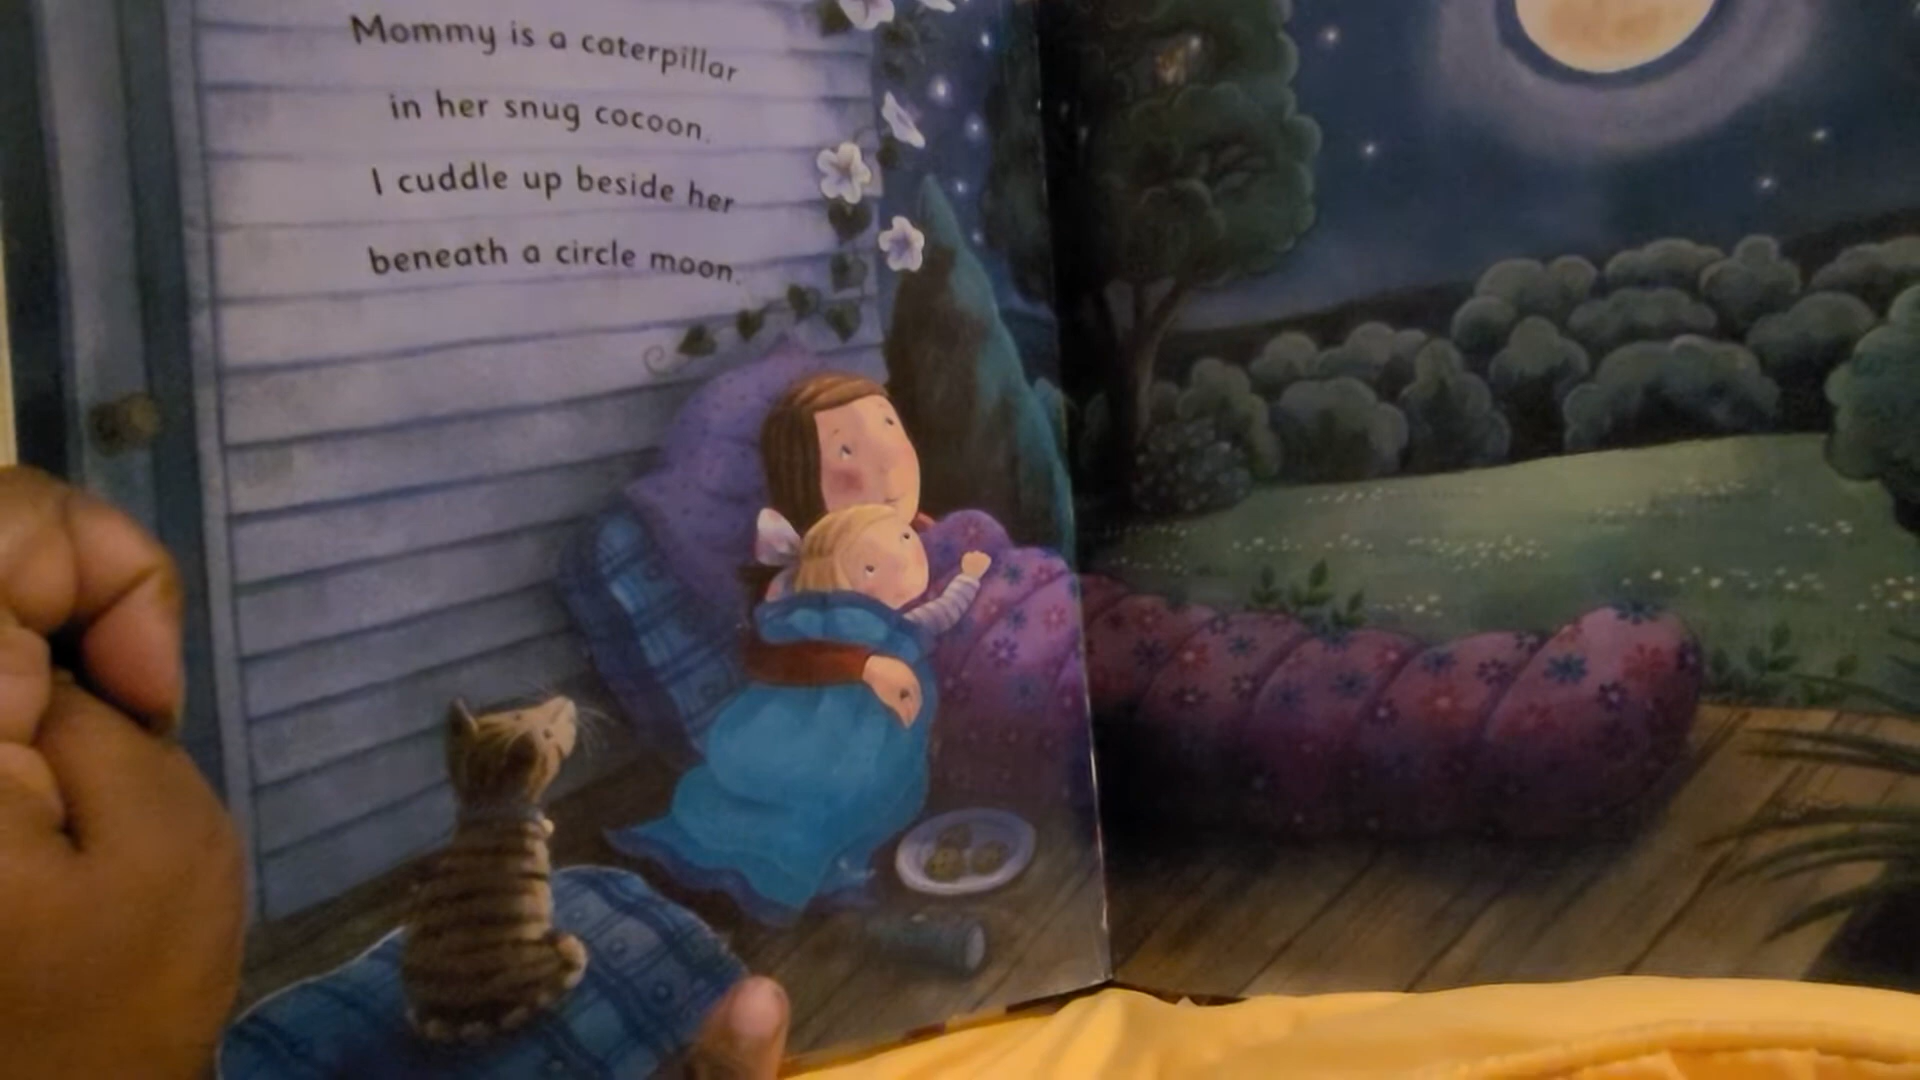 Mommy is a caterpillar
in her snug cocoon.
I cuddle up beside her
beneath a circle moon.